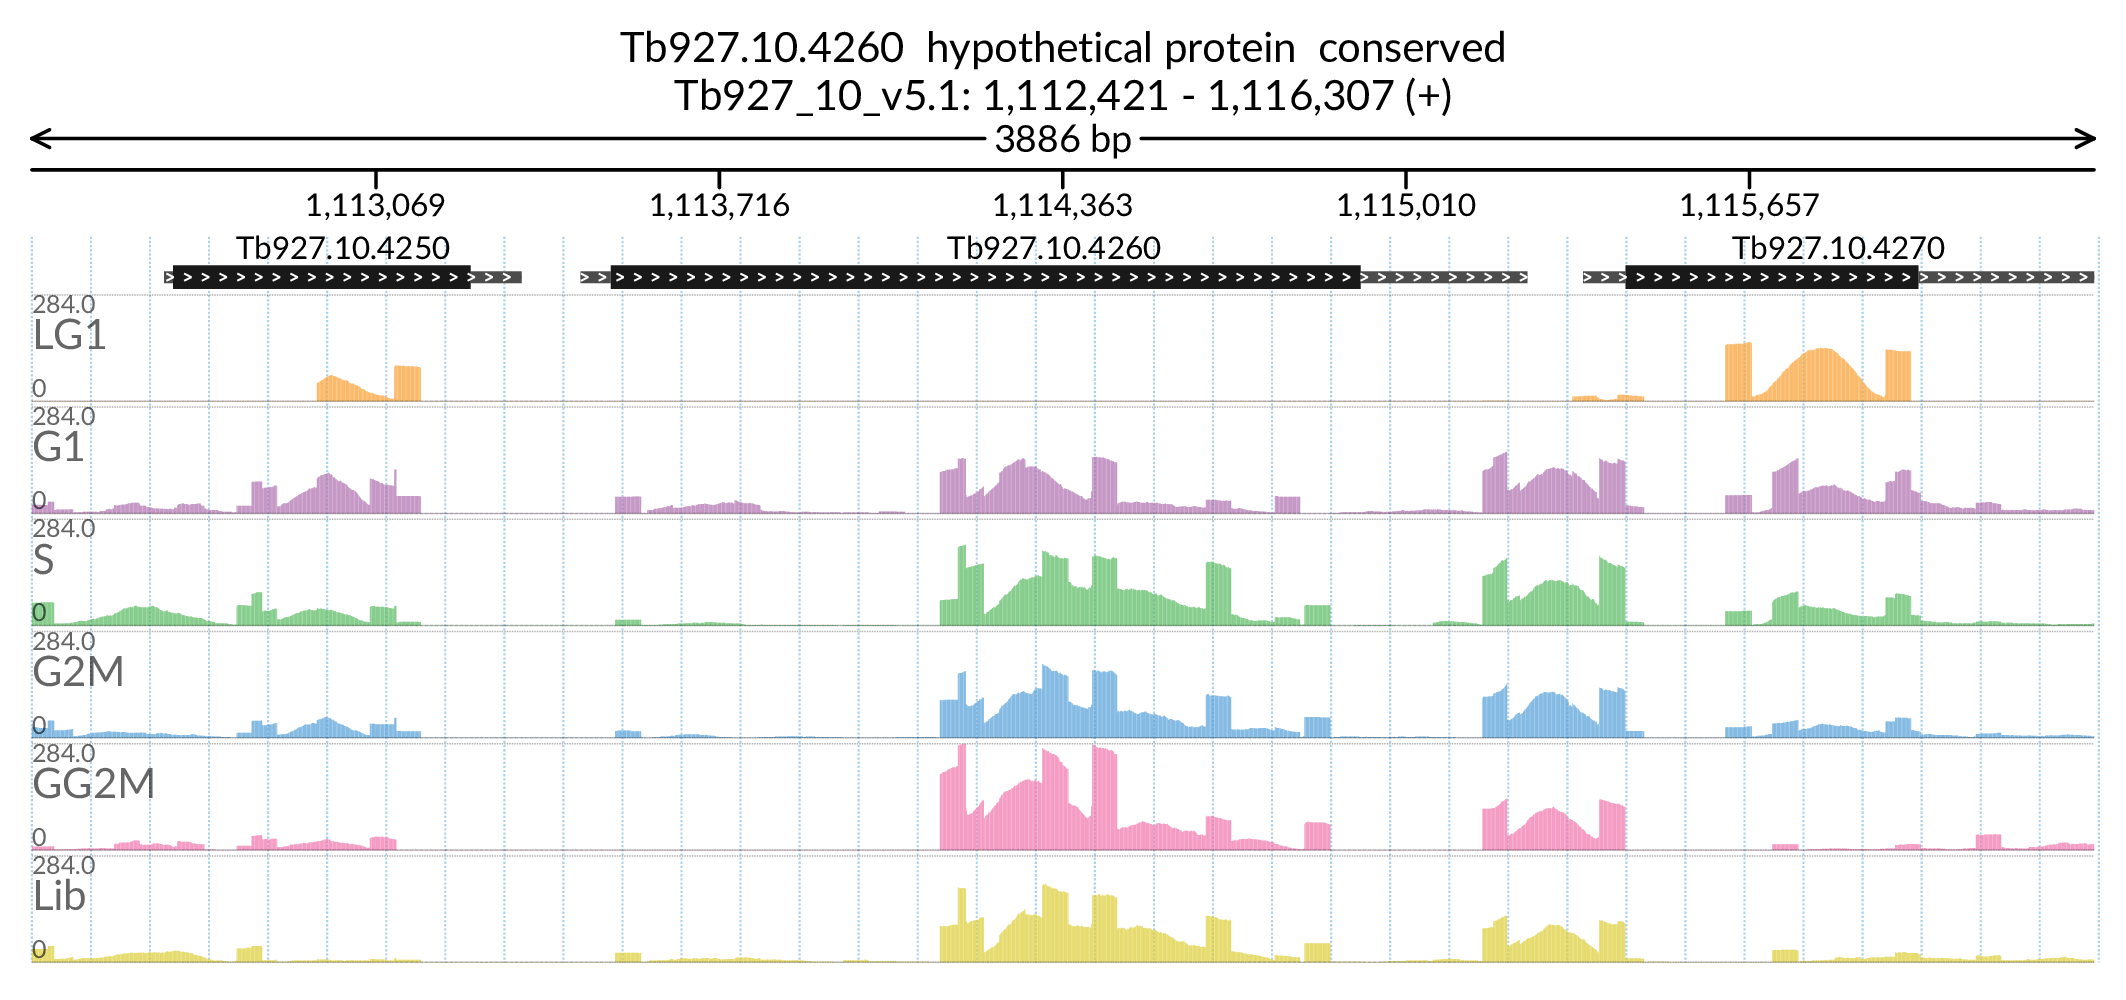 Tb927.10.4260 hypothetical protein conserved
Tb927_10_v5.1: 1,112,421 - 1,116,307 (+)
3886 bp
1,113,069 1,113,716 1,114,363 1,115,010 1,115,657
Tb927.10.4250 Tb927.10.4260 Tb927.10.4270
284.0
LG1
0
284.0
G1
0
284.0
S
0
284.0
G2M
0
284.0
GG2M
0
284.0
Lib
0